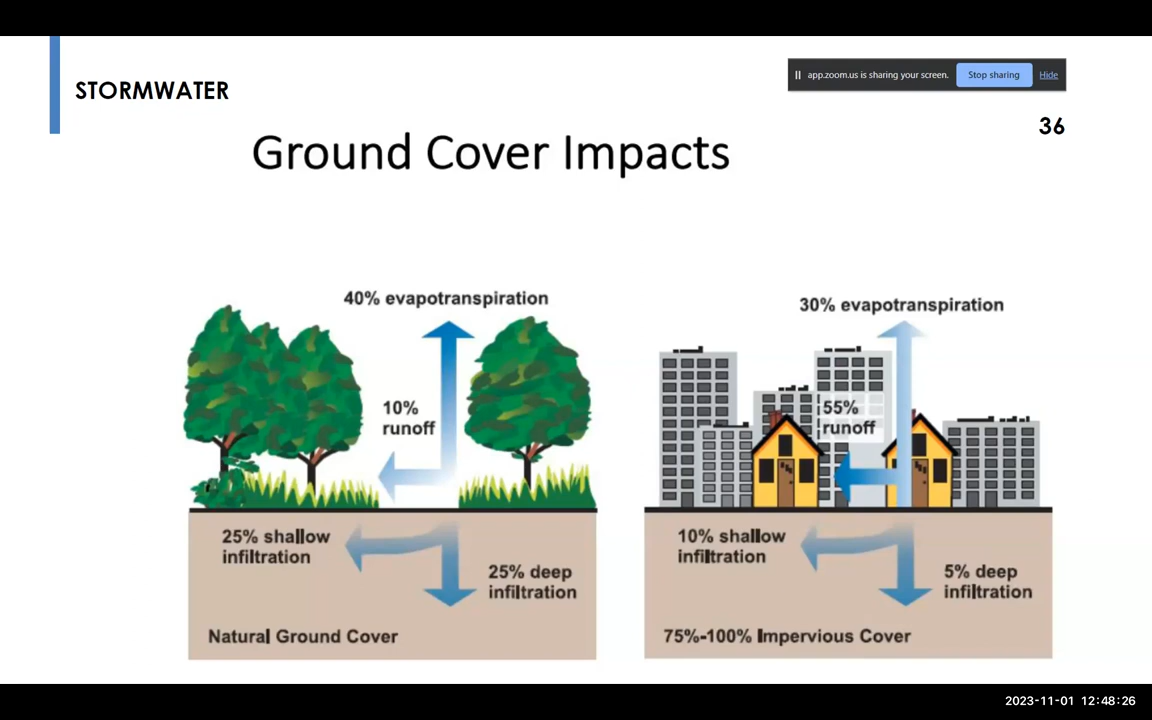 STORMWATER
app.zoom.us is sharing your screen.
Stop sharing
Hide
36
Ground Cover Impacts
40% evapotranspiration
10%
runoff
25% shallow
infiltration
25% deep
infiltration
Natural Ground Cover
30% evapotranspiration
55%
runoff
10% shallow
infiltration
5% deep
infiltration
75%-100% Impervious Cover
2023-11-01 12:48:26